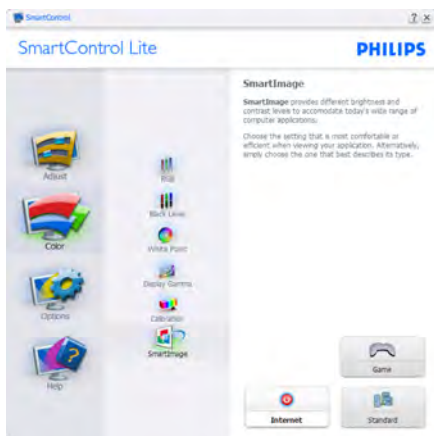 SmartControl
? x
SmartControl Lite
PHILIPS
SmartImage
SmartImage provides different brightness and
contrast levels to accomodate today's wide range of
computer applications.
Choose the setting that is most comfortable or
efficient when viewing your application. Alternatively,
simply choose the one that best describes its type.
Adjust
Color
Options
Help
RGB
Black Level
White Point
Display Gamma
Calibration
SmartImage
Game
Internet
Standard